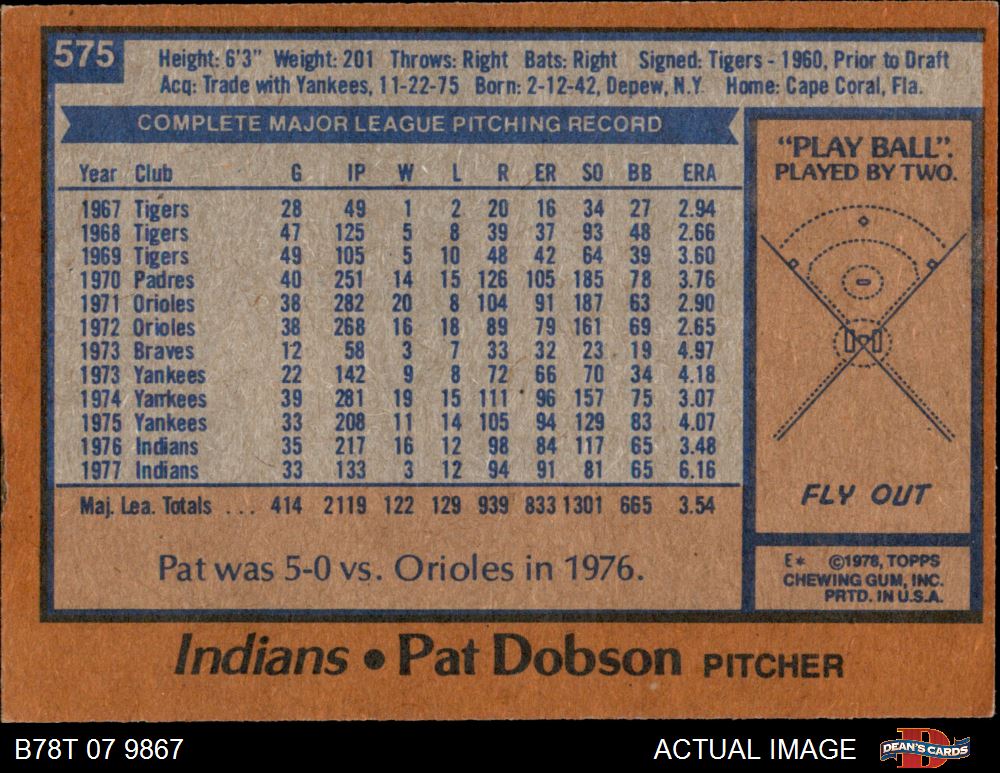 575
Height: 6'3" Weight: 201 Throws: Right Bats: Right Signed: Tigers - 1960, Prior to Draft
Acq: Trade with Yankees, 11-22-75 Born: 2-12-42, Depew, N.Y. Home: Cape Coral, Fla.
COMPLETE MAJOR LEAGUE PITCHING RECORD
Year Club G IP W L R ER SO BB ERA
1967 Tigers 28 49 1 2 20 16 34 27 2.94
1968 Tigers 47 125 5 8 39 37 93 48 2.66
1969 Tigers 49 105 5 10 48 42 64 39 3.60
1970 Padres 40 251 14 15 126 105 185 78 3.76
1971 Orioles 38 282 20 8 104 91 187 63 2.90
1972 Orioles 38 268 16 18 89 79 161 69 2.65
1973 Braves 12 58 3 7 33 32 23 19 4.97
1973 Yankees 22 142 9 8 72 66 70 34 4.18
1974 Yankees 39 281 19 15 111 96 157 75 3.07
1975 Yankees 33 208 11 14 105 94 129 83 4.07
1976 Indians 35 217 16 12 98 84 117 65 3.48
1977 Indians 33 133 3 12 94 91 81 65 6.16
Maj. Lea. Totals ... 414 2119 122 129 939 833 1301 665 3.54
Pat was 5-0 vs. Orioles in 1976.
"PLAY BALL":
PLAYED BY TWO.
FLY OUT
E* ©1978, TOPPS
CHEWING GUM, INC.
PRTD. IN U.S.A.
Indians • Pat Dobson PITCHER
B78T 07 9867
ACTUAL IMAGE
DEAN'S CARDS